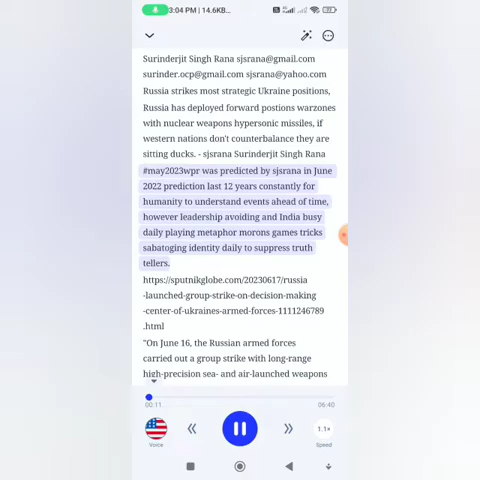 3:04 PM | 14.6KB...
Surinderjit Singh Rana sjsrana@gmail.com
surinder.ocp@gmail.com sjsrana@yahoo.com
Russia strikes most strategic Ukraine positions,
Russia has deployed forward postions warzones
with nuclear weapons hypersonic missiles, if
western nations don't counterbalance they are
sitting ducks. - sjsrana Surinderjit Singh Rana
#may2023wpr was predicted by sjsrana in June
2022 prediction last 12 years constantly for
humanity to understand events ahead of time,
however leadership avoiding and India busy
daily playing metaphor morons games tricks
sabatoging identity daily to suppress truth
tellers.
https://sputnikglobe.com/20230617/russia
-launched-group-strike-on-decision-making
-center-of-ukraines-armed-forces-1111246789
.html
"On June 16, the Russian armed forces
carried out a group strike with long-range
high-precision sea- and air-launched weapons
00:11
06:40
1.1×
Voice
Speed